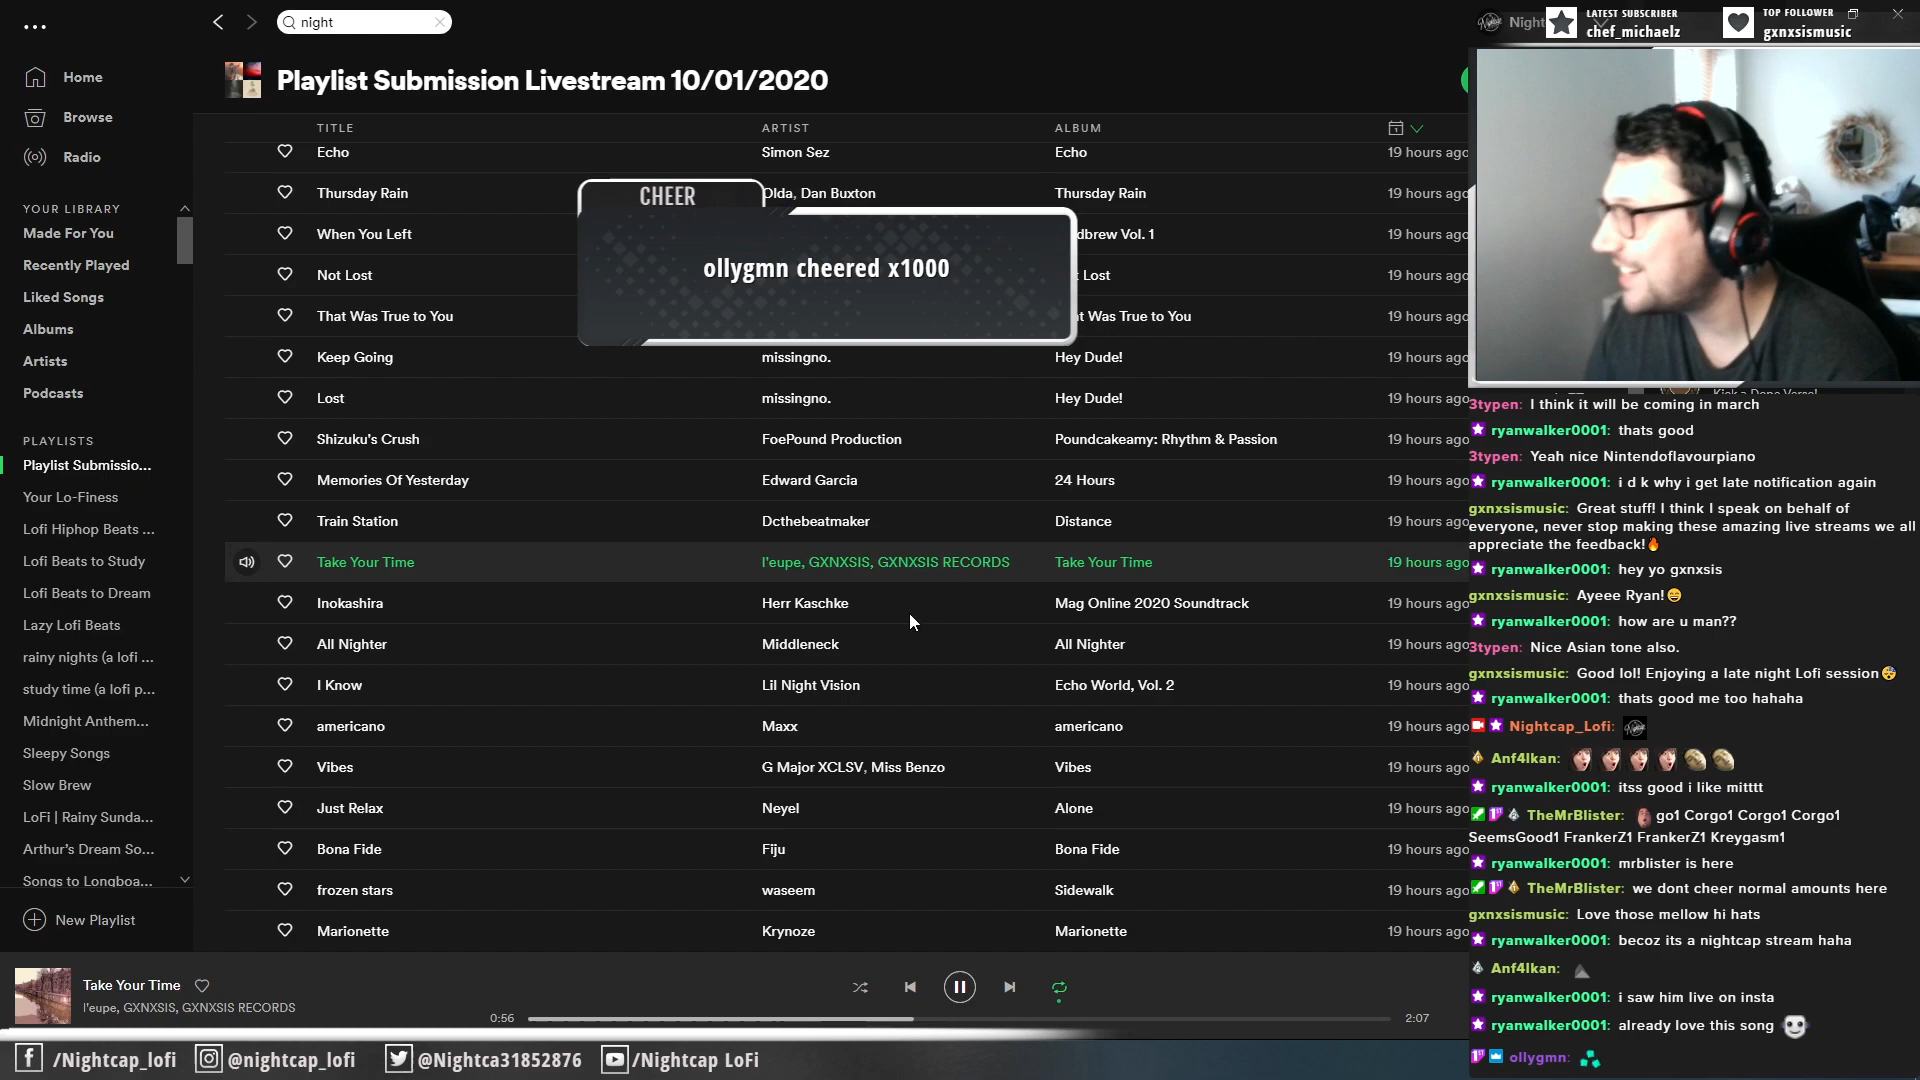 night
Night
LATEST SUBSCRIBER
chef_michaelz
TOP FOLLOWER
gxnxsismusic
Home
Browse
Radio
YOUR LIBRARY
Made For You
Recently Played
Liked Songs
Albums
Artists
Podcasts
PLAYLISTS
Playlist Submissio...
Your Lo-Finess
Lofi Hiphop Beats ...
Lofi Beats to Study
Lofi Beats to Dream
Lazy Lofi Beats
rainy nights (a lofi ...
study time (a lofi p...
Midnight Anthem...
Sleepy Songs
Slow Brew
LoFi | Rainy Sunda...
Arthur's Dream So...
Songs to Longboa...
New Playlist
Playlist Submission Livestream 10/01/2020
TITLE ARTIST ALBUM
Echo Simon Sez Echo 19 hours ago
Thursday Rain Olda, Dan Buxton Thursday Rain 19 hours ago
When You Left dbrew Vol. 1 19 hours ago
Not Lost Lost 19 hours ago
That Was True to You t Was True to You 19 hours ago
Keep Going missingno. Hey Dude! 19 hours ago
Lost missingno. Hey Dude! 19 hours ago
Shizuku's Crush FoePound Production Poundcakeamy: Rhythm & Passion 19 hours ago
Memories Of Yesterday Edward Garcia 24 Hours 19 hours ago
Train Station Dcthebeatmaker Distance 19 hours ago
Take Your Time l'eupe, GXNXSIS, GXNXSIS RECORDS Take Your Time 19 hours ago
Inokashira Herr Kaschke Mag Online 2020 Soundtrack 19 hours ago
All Nighter Middleneck All Nighter 19 hours ago
I Know Lil Night Vision Echo World, Vol. 2 19 hours ago
americano Maxx americano 19 hours ago
Vibes G Major XCLSV, Miss Benzo Vibes 19 hours ago
Just Relax Neyel Alone 19 hours ago
Bona Fide Fiju Bona Fide 19 hours ago
frozen stars waseem Sidewalk 19 hours ago
Marionette Krynoze Marionette 19 hours ago
CHEER
ollygmn cheered x1000
3typen: I think it will be coming in march
ryanwalker0001: thats good
3typen: Yeah nice Nintendoflavourpiano
ryanwalker0001: i d k why i get late notification again
gxnxsismusic: Great stuff! I think I speak on behalf of
everyone, never stop making these amazing live streams we all
appreciate the feedback!🔥
ryanwalker0001: hey yo gxnxsis
gxnxsismusic: Ayeee Ryan!😄
ryanwalker0001: how are u man??
3typen: Nice Asian tone also.
gxnxsismusic: Good lol! Enjoying a late night Lofi session😴
ryanwalker0001: thats good me too hahaha
Nightcap_Lofi:
Anf4lkan:
ryanwalker0001: itss good i like mitttt
TheMrBlister: go1 Corgo1 Corgo1 Corgo1
SeemsGood1 FrankerZ1 FrankerZ1 Kreygasm1
ryanwalker0001: mrblister is here
TheMrBlister: we dont cheer normal amounts here
gxnxsismusic: Love those mellow hi hats
ryanwalker0001: becoz its a nightcap stream haha
Anf4lkan:
ryanwalker0001: i saw him live on insta
ryanwalker0001: already love this song
ollygmn:
Take Your Time
l'eupe, GXNXSIS, GXNXSIS RECORDS
0:56
2:07
/Nightcap_lofi @nightcap_lofi @Nightca31852876 /Nightcap LoFi